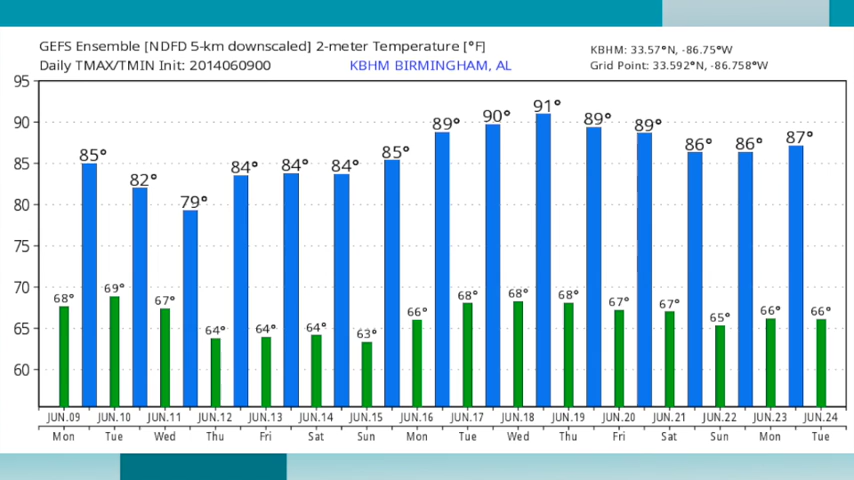 GEFS Ensemble [NDFD 5-km downscaled] 2-meter Temperature [°F]
KBHM: 33.57°N, -86.75°W
Daily TMAX/TMIN Init: 2014060900
KBHM BIRMINGHAM, AL
Grid Point: 33.592°N, -86.758°W
95
90
85
80
75
70
65
60
85° 82° 79° 84° 84° 84° 85° 89° 90° 91° 89° 89° 86° 86° 87°
68° 69° 67° 64° 64° 64° 63° 66° 68° 68° 68° 67° 67° 65° 66° 66°
JUN.09 JUN.10 JUN.11 JUN.12 JUN.13 JUN.14 JUN.15 JUN.16 JUN.17 JUN.18 JUN.19 JUN.20 JUN.21 JUN.22 JUN.23 JUN.24
Mon Tue Wed Thu Fri Sat Sun Mon Tue Wed Thu Fri Sat Sun Mon Tue